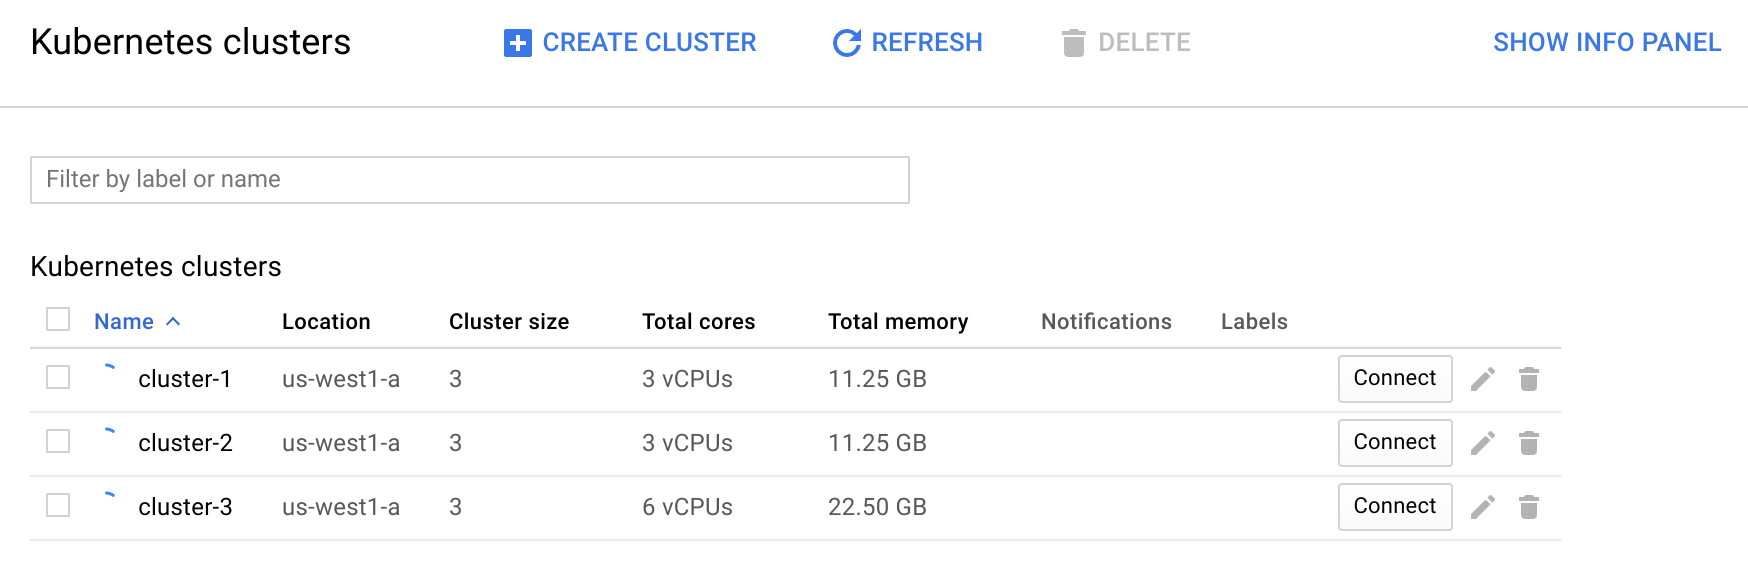 Kubernetes clusters CREATE CLUSTER REFRESH DELETE SHOW INFO PANEL
Filter by label or name
Kubernetes clusters
Name Location Cluster size Total cores Total memory Notifications Labels
cluster-1 us-west1-a 3 3 vCPUs 11.25 GB Connect
cluster-2 us-west1-a 3 3 vCPUs 11.25 GB Connect
cluster-3 us-west1-a 3 6 vCPUs 22.50 GB Connect